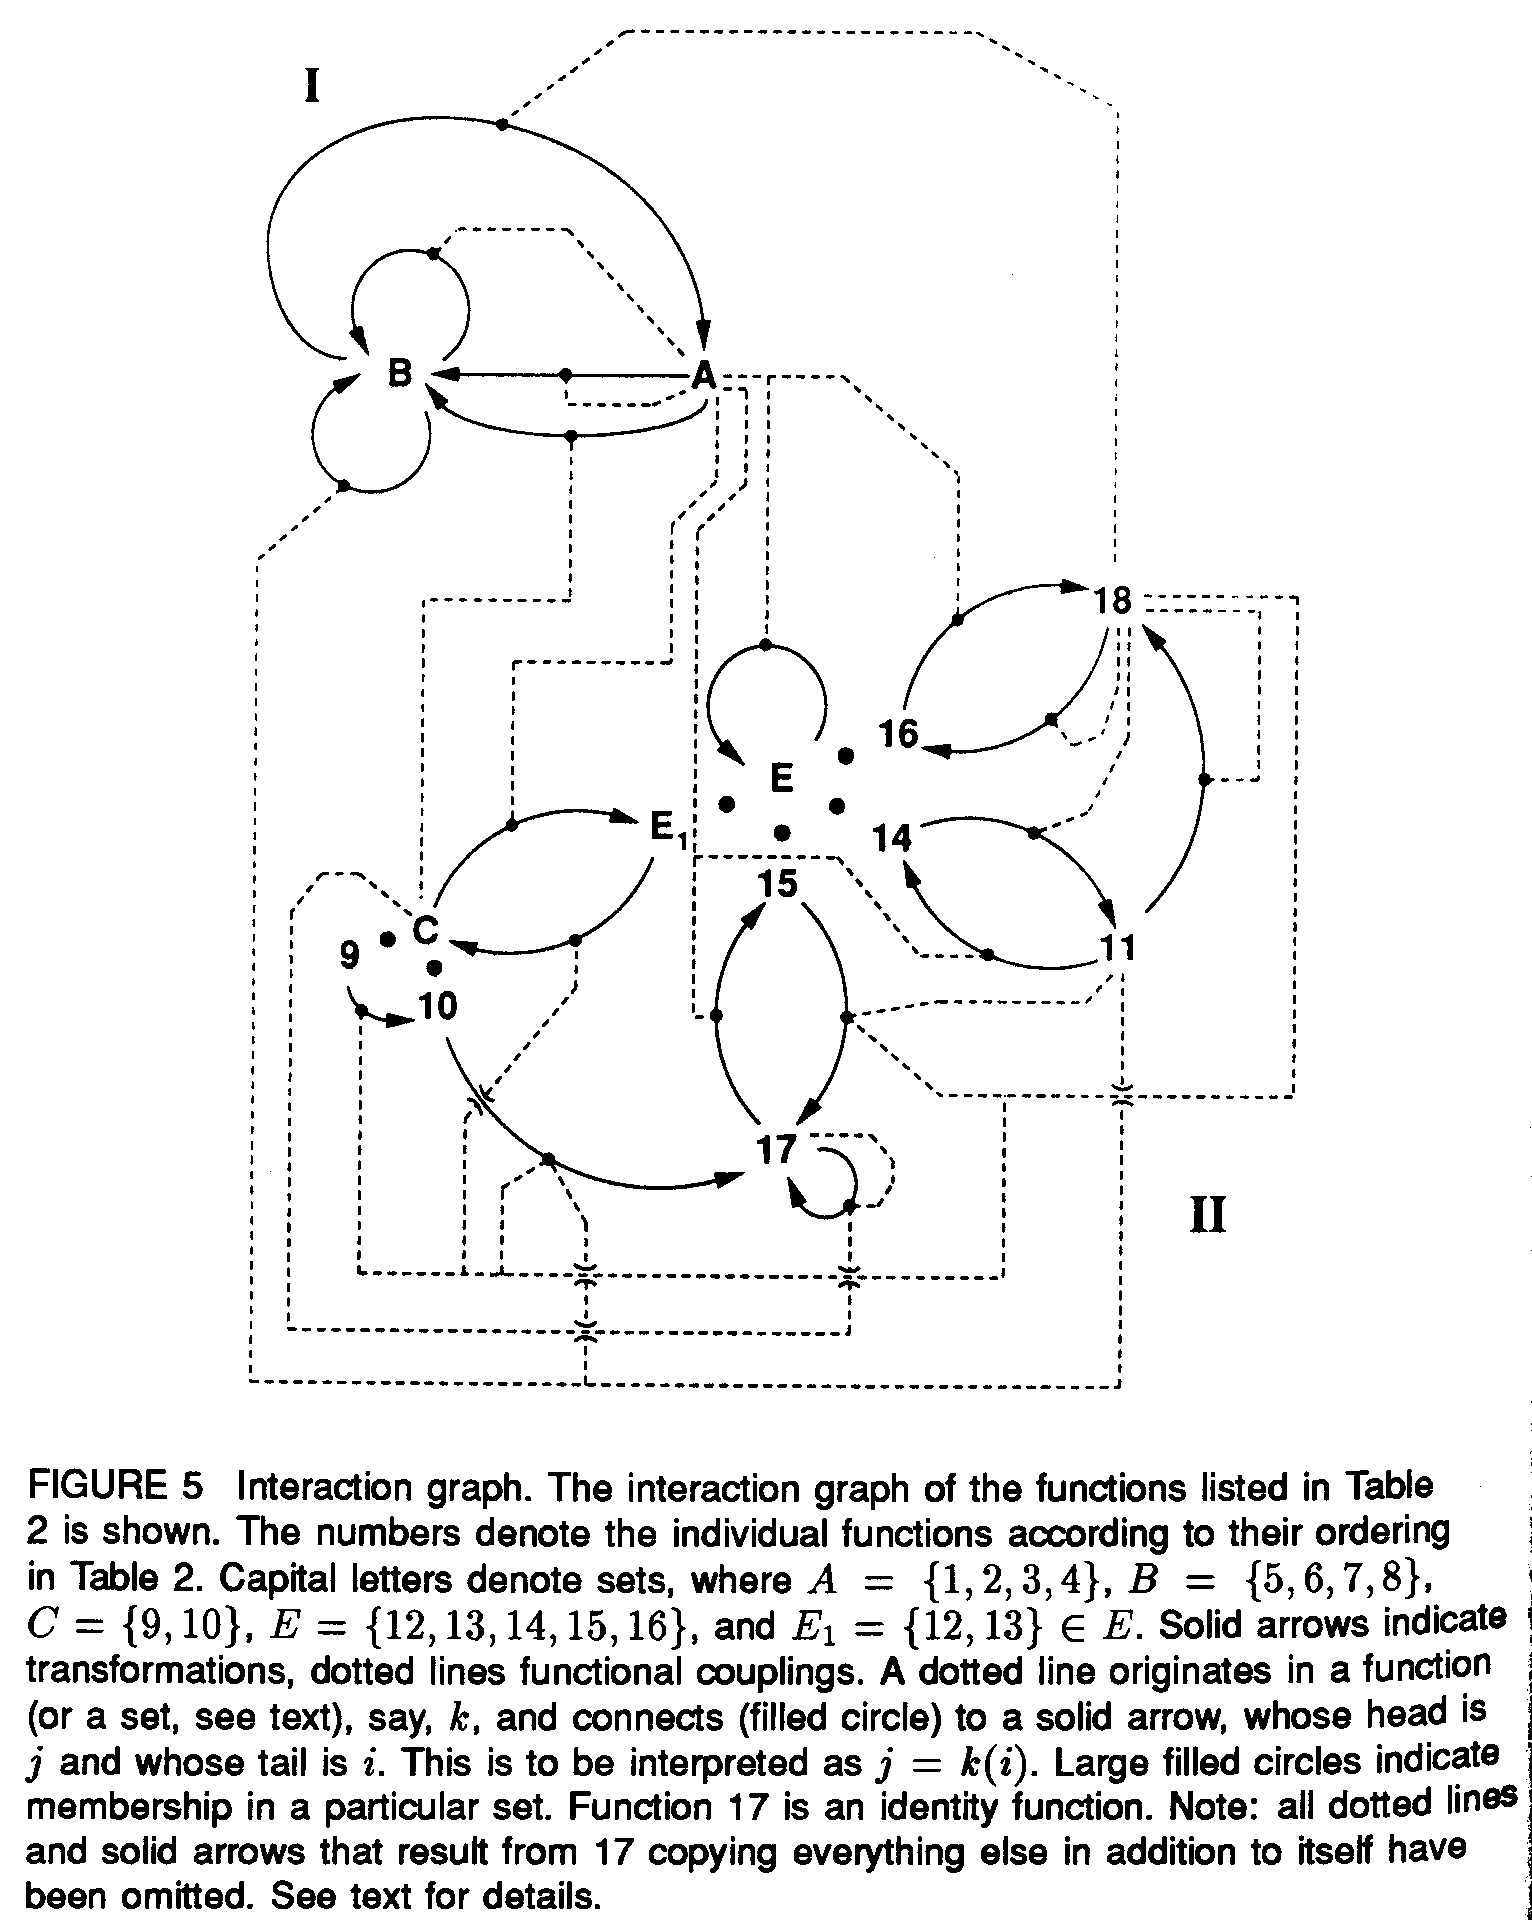 I
B
A
18
16
E
E₁
14
15
C
9
11
10
17
II
FIGURE 5 Interaction graph. The interaction graph of the functions listed in Table
2 is shown. The numbers denote the individual functions according to their ordering
in Table 2. Capital letters denote sets, where A = {1, 2, 3, 4}, B = {5, 6, 7, 8},
C = {9, 10}, E = {12, 13, 14, 15, 16}, and E₁ = {12, 13} ∈ E. Solid arrows indicate
transformations, dotted lines functional couplings. A dotted line originates in a function
(or a set, see text), say, k, and connects (filled circle) to a solid arrow, whose head is
j and whose tail is i. This is to be interpreted as j = k(i). Large filled circles indicate
membership in a particular set. Function 17 is an identity function. Note: all dotted lines
and solid arrows that result from 17 copying everything else in addition to itself have
been omitted. See text for details.